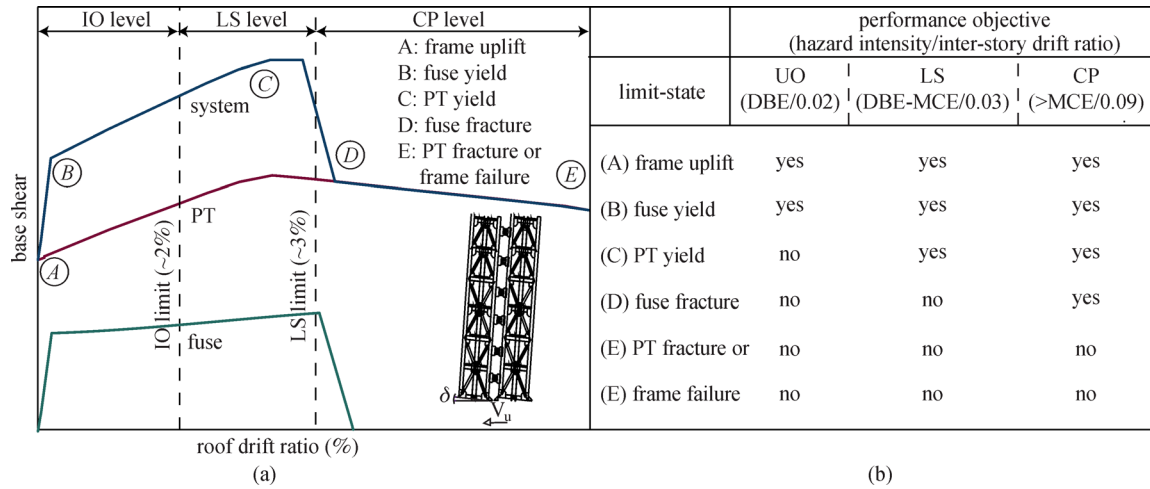 IO level
LS level
CP level
A: frame uplift
B: fuse yield
C: PT yield
D: fuse fracture
E: PT fracture or
frame failure
system
PT
fuse
A
B
C
D
E
IO limit (~2%)
LS limit (~3%)
δ
Vu
base shear
roof drift ratio (%)
(a)
performance objective
(hazard intensity/inter-story drift ratio)
limit-state
UO
(DBE/0.02)
LS
(DBE-MCE/0.03)
CP
(>MCE/0.09)
(A) frame uplift yes yes yes
(B) fuse yield yes yes yes
(C) PT yield no yes yes
(D) fuse fracture no no yes
(E) PT fracture or no no no
(E) frame failure no no no
(b)